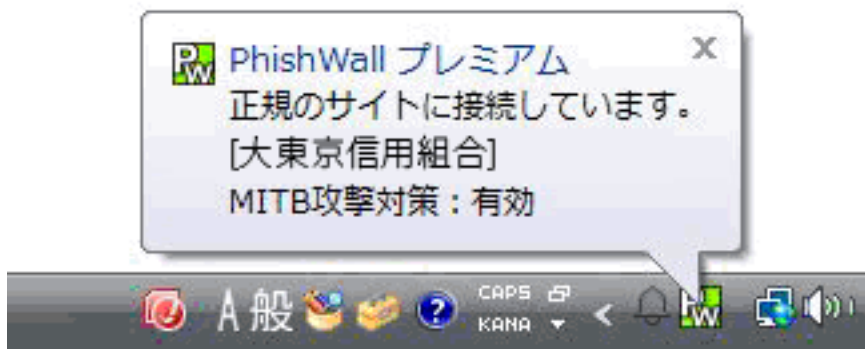 PW PhishWall プレミアム
正規のサイトに接続しています。
[大東京信用組合]
MITB攻撃対策：有効
A 般 CAPS
KANA
PW